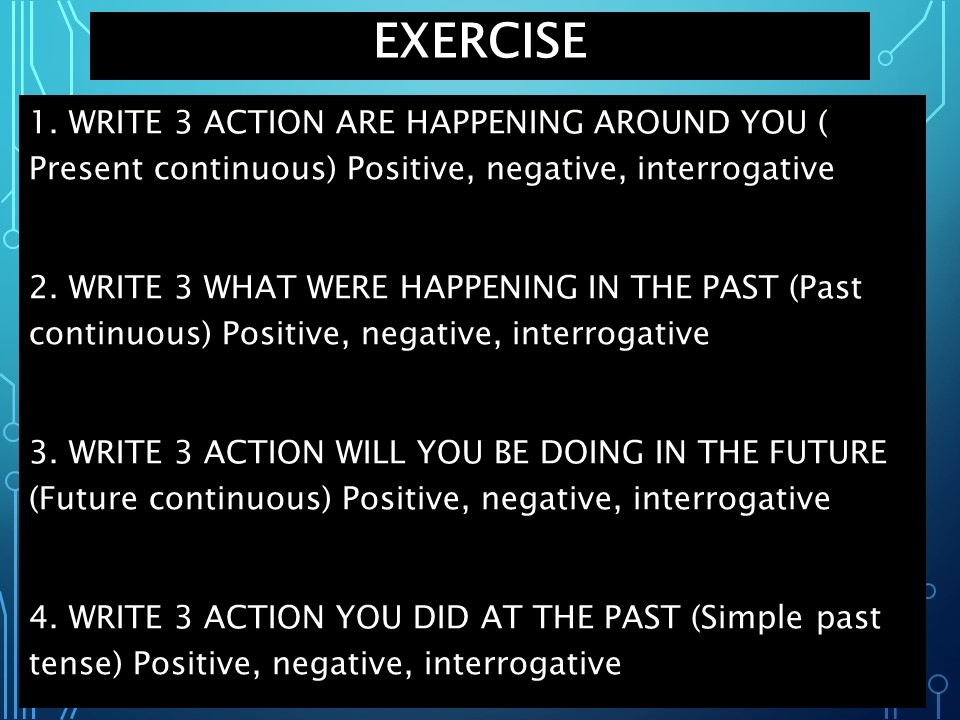 EXERCISE
1. WRITE 3 ACTION ARE HAPPENING AROUND YOU (
Present continuous) Positive, negative, interrogative
2. WRITE 3 WHAT WERE HAPPENING IN THE PAST (Past
continuous) Positive, negative, interrogative
3. WRITE 3 ACTION WILL YOU BE DOING IN THE FUTURE
(Future continuous) Positive, negative, interrogative
4. WRITE 3 ACTION YOU DID AT THE PAST (Simple past
tense) Positive, negative, interrogative